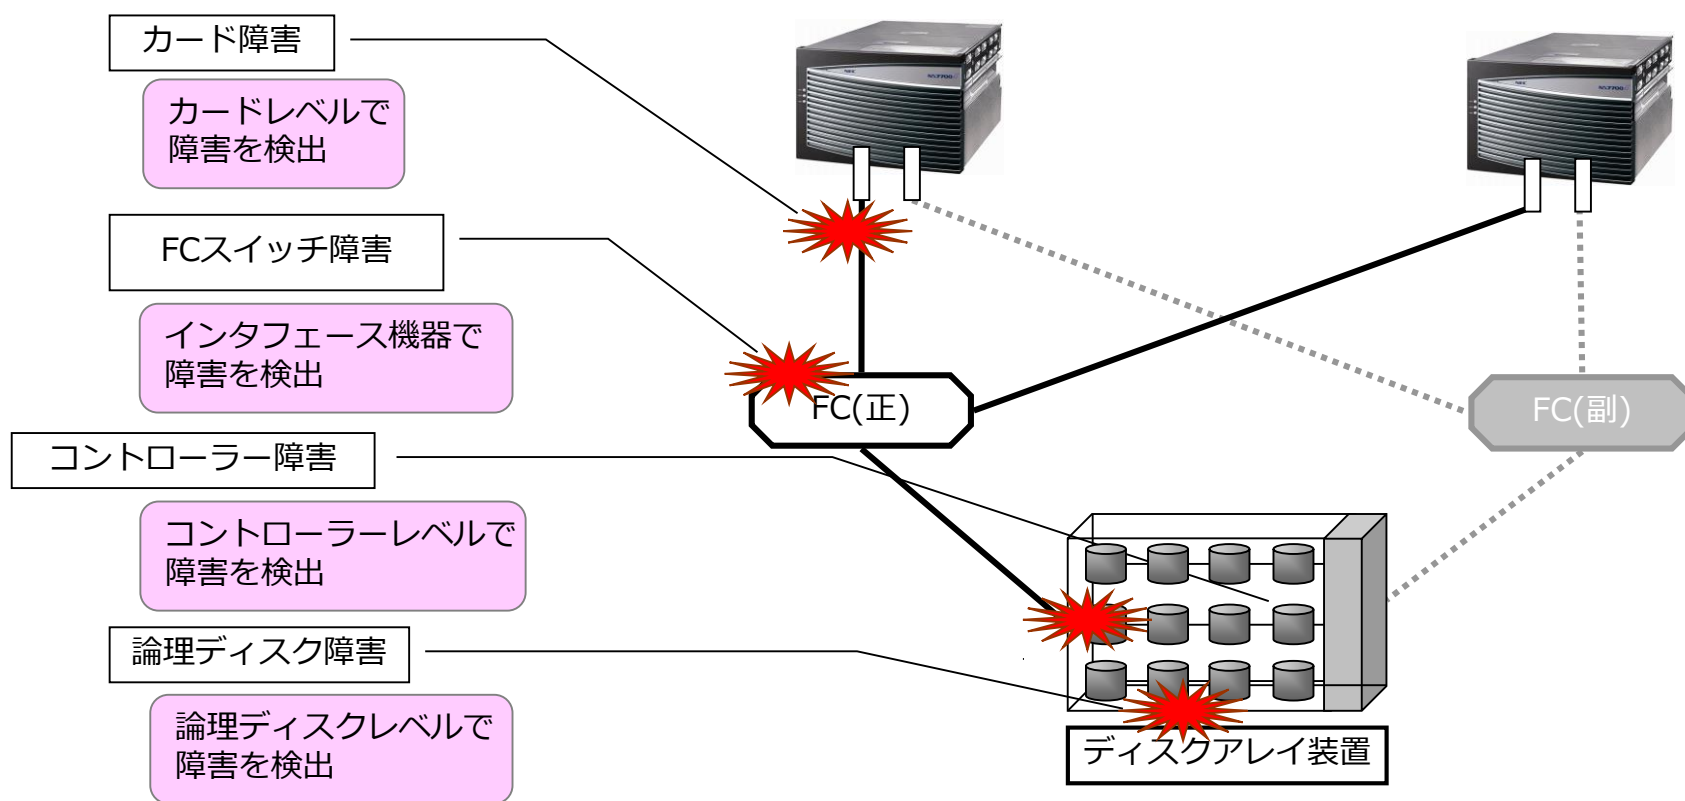 カード障害
カードレベルで
障害を検出
FCスイッチ障害
インタフェース機器で
障害を検出
FC(正)
FC(副)
コントローラー障害
コントローラーレベルで
障害を検出
論理ディスク障害
論理ディスクレベルで
障害を検出
ディスクアレイ装置